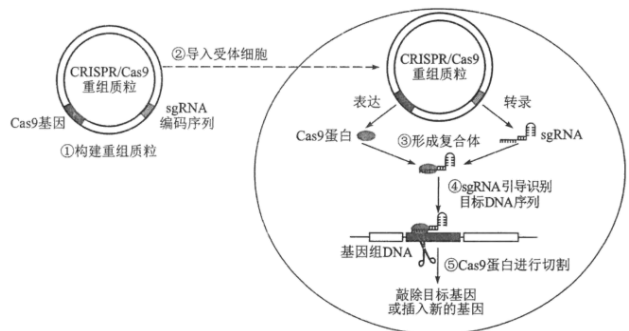 CRISPR/Cas9
重组质粒
Cas9基因
sgRNA
编码序列
①构建重组质粒
②导入受体细胞
CRISPR/Cas9
重组质粒
表达
转录
Cas9蛋白
③形成复合体
sgRNA
④sgRNA引导识别
目标DNA序列
基因组DNA
⑤Cas9蛋白进行切割
敲除目标基因
或插入新的基因